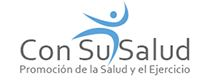 Con Su Salud
Promoción de la Salud y el Ejercicio